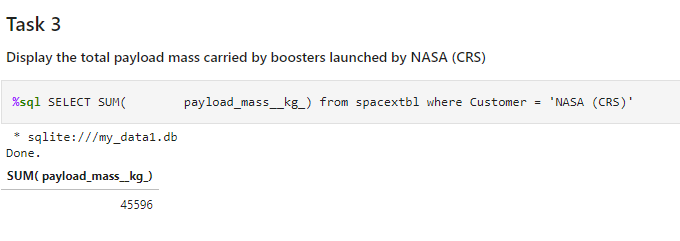 Task 3
Display the total payload mass carried by boosters launched by NASA (CRS)
%sql SELECT SUM(        payload_mass__kg_) from spacextbl where Customer = 'NASA (CRS)'
* sqlite:///my_data1.db
Done.
SUM( payload_mass__kg_)
45596